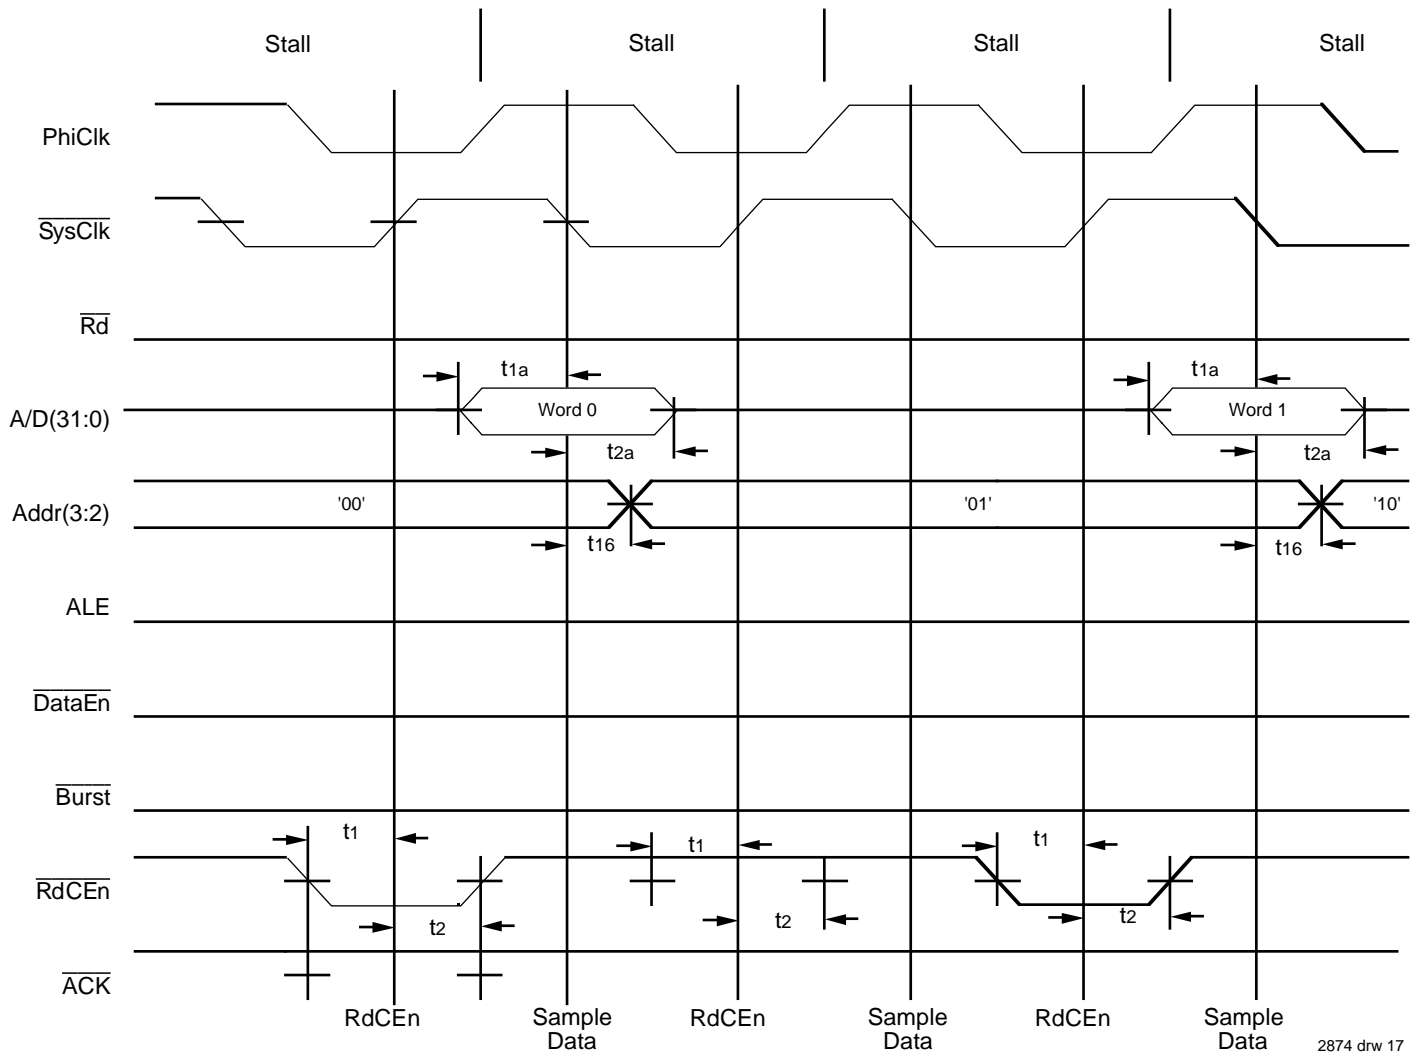 Stall Stall Stall Stall
PhiClk
SysClk
Rd
t1a t1a
A/D(31:0) Word 0 Word 1
t2a t2a
Addr(3:2) '00' '01' '10'
t16 t16
ALE
DataEn
Burst
t1 t1 t1
RdCEn
t2 t2 t2
ACK
RdCEn Sample Data RdCEn Sample Data RdCEn Sample Data
2874 drw 17